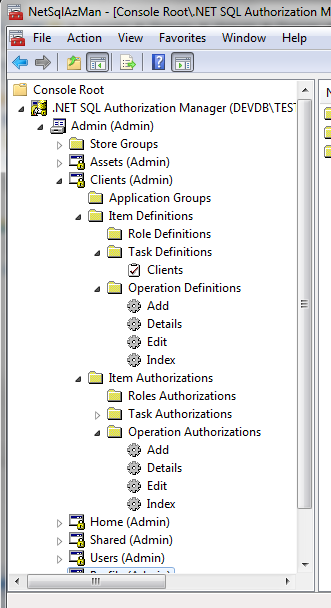 NetSqlAzMan - [Console Root\.NET SQL Authorization M
File Action View Favorites Window Help
Console Root
.NET SQL Authorization Manager (DEVDB\TES
Admin (Admin)
Store Groups
Assets (Admin)
Clients (Admin)
Application Groups
Item Definitions
Role Definitions
Task Definitions
Clients
Operation Definitions
Add
Details
Edit
Index
Item Authorizations
Roles Authorizations
Task Authorizations
Operation Authorizations
Add
Details
Edit
Index
Home (Admin)
Shared (Admin)
Users (Admin)